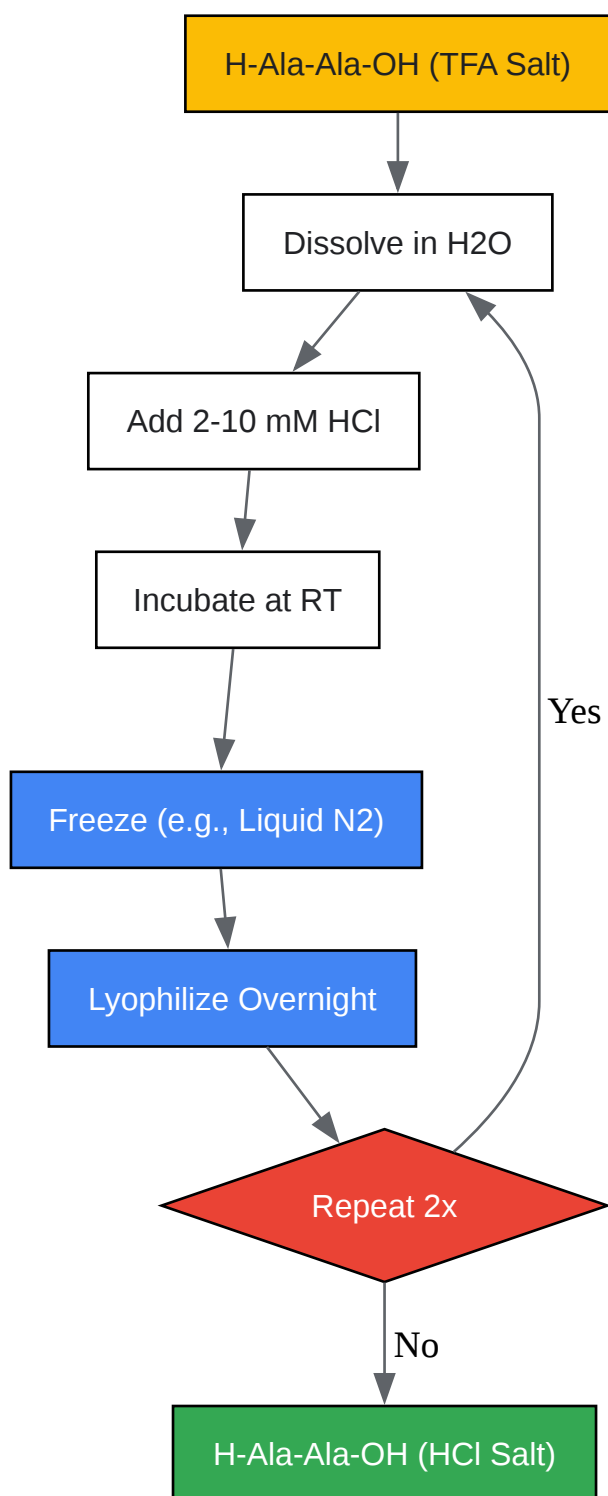 H-Ala-Ala-OH (TFA Salt)
Dissolve in H2O
Add 2-10 mM HCl
Incubate at RT
Yes
Freeze (e.g., Liquid N2)
Lyophilize Overnight
Repeat 2x
No
H-Ala-Ala-OH (HCl Salt)